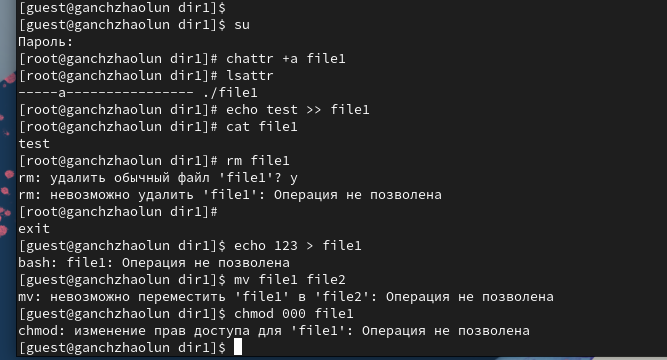 [guest@ganchzhaolun dir1]$
[guest@ganchzhaolun dir1]$ su
Пароль:
[root@ganchzhaolun dir1]# chattr +a file1
[root@ganchzhaolun dir1]# lsattr
-----a---------------- ./file1
[root@ganchzhaolun dir1]# echo test >> file1
[root@ganchzhaolun dir1]# cat file1
test
[root@ganchzhaolun dir1]# rm file1
rm: удалить обычный файл 'file1'? y
rm: невозможно удалить 'file1': Операция не позволена
[root@ganchzhaolun dir1]#
exit
[guest@ganchzhaolun dir1]$ echo 123 > file1
bash: file1: Операция не позволена
[guest@ganchzhaolun dir1]$ mv file1 file2
mv: невозможно переместить 'file1' в 'file2': Операция не позволена
[guest@ganchzhaolun dir1]$ chmod 000 file1
chmod: изменение прав доступа для 'file1': Операция не позволена
[guest@ganchzhaolun dir1]$